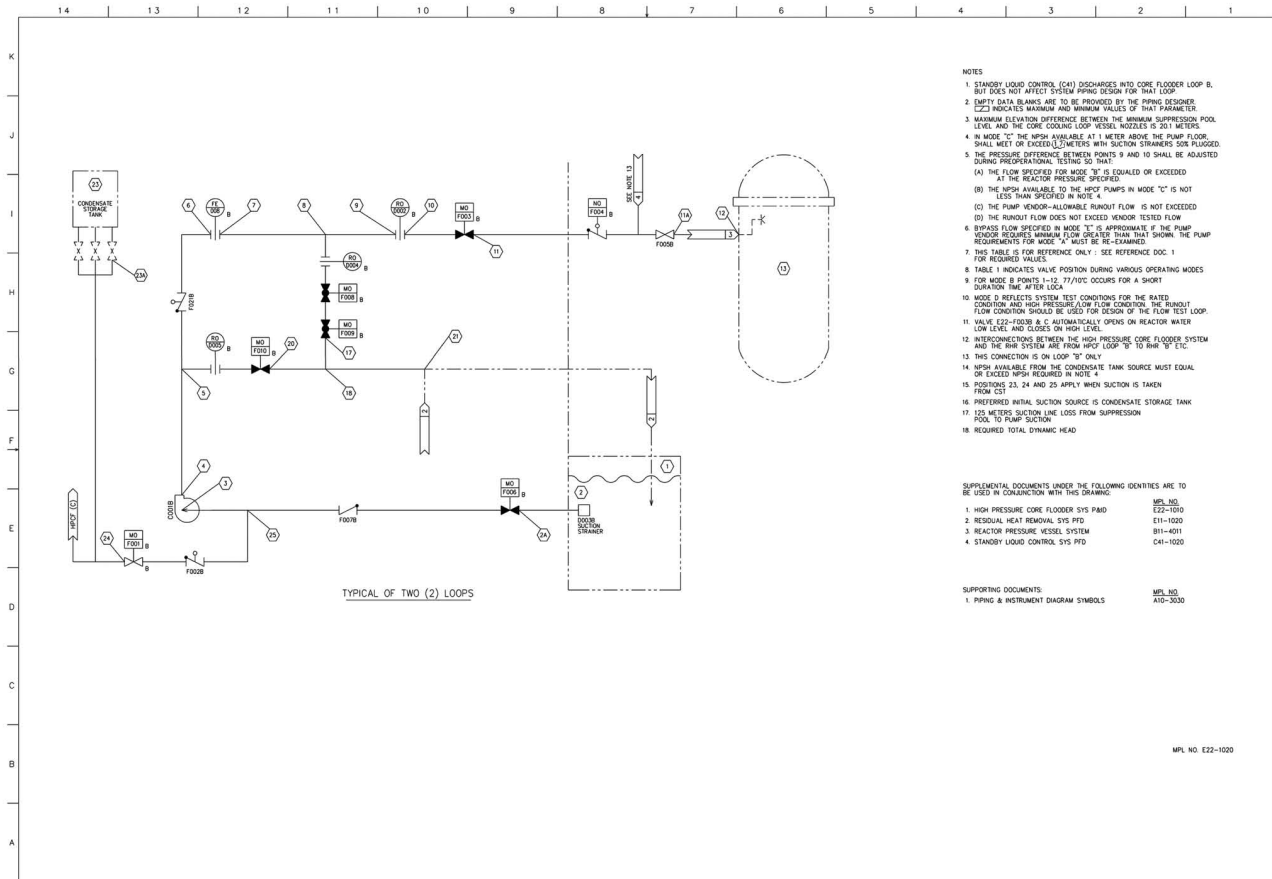 14 13 12 11 10 9 8 7 6 5 4 3 2 1
K
J
I
H
G
F
E
D
C
B
A
NOTES
1. STANDBY LIQUID CONTROL (C41) DISCHARGES INTO CORE FLOODER LOOP B,
BUT DOES NOT AFFECT SYSTEM PIPING DESIGN FOR THAT LOOP.
2. EMPTY DATA BLANKS ARE TO BE PROVIDED BY THE PIPING DESIGNER.
INDICATES MAXIMUM AND MINIMUM VALUES OF THAT PARAMETER.
3. MAXIMUM ELEVATION DIFFERENCE BETWEEN THE MINIMUM SUPPRESSION POOL
LEVEL AND THE CORE COOLING LOOP VESSEL NOZZLES IS 20.1 METERS.
4. IN MODE "C" THE NPSH AVAILABLE AT 1 METER ABOVE THE PUMP FLOOR,
SHALL MEET OR EXCEED 1.7 METERS WITH SUCTION STRAINERS 50% PLUGGED.
5. THE PRESSURE DIFFERENCE BETWEEN POINTS 9 AND 10 SHALL BE ADJUSTED
DURING PREOPERATIONAL TESTING SO THAT:
(A) THE FLOW SPECIFIED FOR MODE "B" IS EQUALED OR EXCEEDED
AT THE REACTOR PRESSURE SPECIFIED.
(B) THE NPSH AVAILABLE TO THE HPCF PUMPS IN MODE "C" IS NOT
LESS THAN SPECIFIED IN NOTE 4.
(C) THE PUMP VENDOR-ALLOWABLE RUNOUT FLOW IS NOT EXCEEDED
(D) THE RUNOUT FLOW DOES NOT EXCEED VENDOR TESTED FLOW
6. BYPASS FLOW SPECIFIED IN MODE "E" IS APPROXIMATE IF THE PUMP
VENDOR REQUIRES MINIMUM FLOW GREATER THAN THAT SHOWN. THE PUMP
REQUIREMENTS FOR MODE "A" MUST BE RE-EXAMINED.
7. THIS TABLE IS FOR REFERENCE ONLY : SEE REFERENCE DOC. 1
FOR REQUIRED VALUES.
8. TABLE 1 INDICATES VALVE POSITION DURING VARIOUS OPERATING MODES
9. FOR MODE B POINTS 1-12, 77/10°C OCCURS FOR A SHORT
DURATION TIME AFTER LOCA
10. MODE D REFLECTS SYSTEM TEST CONDITIONS FOR THE RATED
CONDITION AND HIGH PRESSURE/LOW FLOW CONDITION. THE RUNOUT
FLOW CONDITION SHOULD BE USED FOR DESIGN OF THE FLOW TEST LOOP.
11. VALVE E22-F003B & C AUTOMATICALLY OPENS ON REACTOR WATER
LOW LEVEL AND CLOSES ON HIGH LEVEL.
12. INTERCONNECTIONS BETWEEN THE HIGH PRESSURE CORE FLOODER SYSTEM
AND THE RHR SYSTEM ARE FROM HPCF LOOP "B" TO RHR "B" ETC.
13. THIS CONNECTION IS ON LOOP "B" ONLY
14. NPSH AVAILABLE FROM THE CONDENSATE TANK SOURCE MUST EQUAL
OR EXCEED NPSH REQUIRED IN NOTE 4
15. POSITIONS 23, 24 AND 25 APPLY WHEN SUCTION IS TAKEN
FROM CST
16. PREFERRED INITIAL SUCTION SOURCE IS CONDENSATE STORAGE TANK
17. 1.25 METERS SUCTION LINE LOSS FROM SUPPRESSION
POOL TO PUMP SUCTION
18. REQUIRED TOTAL DYNAMIC HEAD
SUPPLEMENTAL DOCUMENTS UNDER THE FOLLOWING IDENTITIES ARE TO
BE USED IN CONJUNCTION WITH THIS DRAWING:
MPL NO.
1. HIGH PRESSURE CORE FLOODER SYS P&ID E22-1010
2. RESIDUAL HEAT REMOVAL SYS PFD E11-1020
3. REACTOR PRESSURE VESSEL SYSTEM B11-4011
4. STANDBY LIQUID CONTROL SYS PFD C41-1020
SUPPORTING DOCUMENTS: MPL NO.
1. PIPING & INSTRUMENT DIAGRAM SYMBOLS A10-3030
MPL NO. E22-1020
23
CONDENSATE
STORAGE
TANK
X X X
23A
6
FE
008
B
7
8
9
RO
D002
B
10
MO
F003
B
11
NO
F004
B
SEE NOTE 13
4
F005B
11A
3
12
13
RO
D004
B
MO
F008
B
MO
F009
B
17
18
F021B
RO
D005
B
MO
F010
B
20
21
5
2
2
1
4
3
C001B
HPCF (C)
24
MO
F001
B
B
F002B
25
F007B
MO
F006
B
2A
2
D003B
SUCTION
STRAINER
TYPICAL OF TWO (2) LOOPS